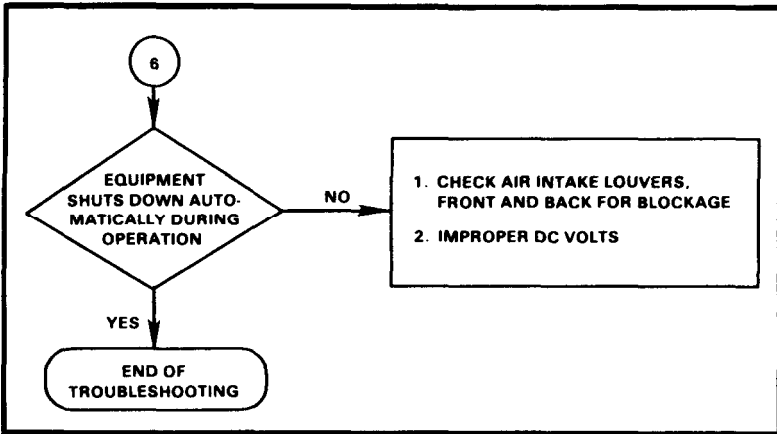 6
EQUIPMENT
SHUTS DOWN AUTO-
MATICALLY DURING
OPERATION
NO
1. CHECK AIR INTAKE LOUVERS,
FRONT AND BACK FOR BLOCKAGE
2. IMPROPER DC VOLTS
YES
END OF
TROUBLESHOOTING